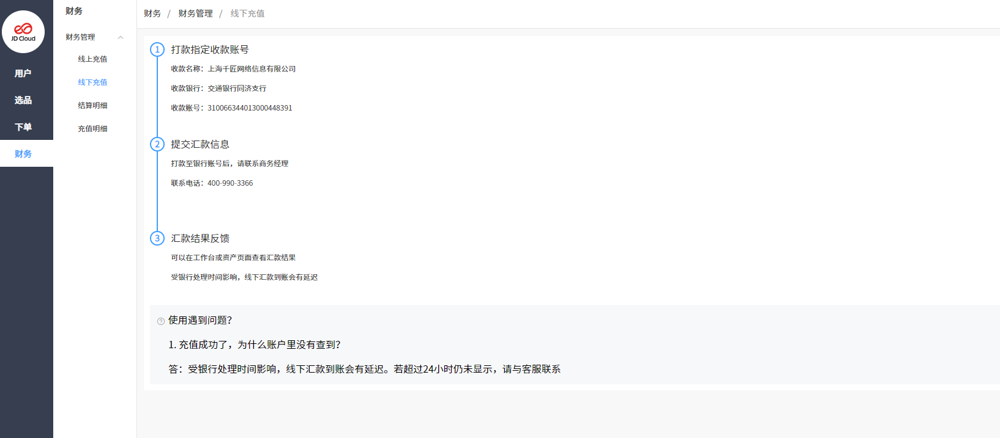 JD Cloud
用户
选品
下单
财务
财务
财务管理
线上充值
线下充值
结算明细
充值明细
财务 / 财务管理 / 线下充值
1 打款指定收款账号
收款名称：上海千匠网络信息有限公司
收款银行：交通银行同济支行
收款账号：310066344013000448391
2 提交汇款信息
打款至银行账号后，请联系商务经理
联系电话：400-990-3366
3 汇款结果反馈
可以在工作台或资产页面查看汇款结果
受银行处理时间影响，线下汇款到账会有延迟
使用遇到问题？
1. 充值成功了，为什么账户里没有查到？
答：受银行处理时间影响，线下汇款到账会有延迟。若超过24小时仍未显示，请与客服联系